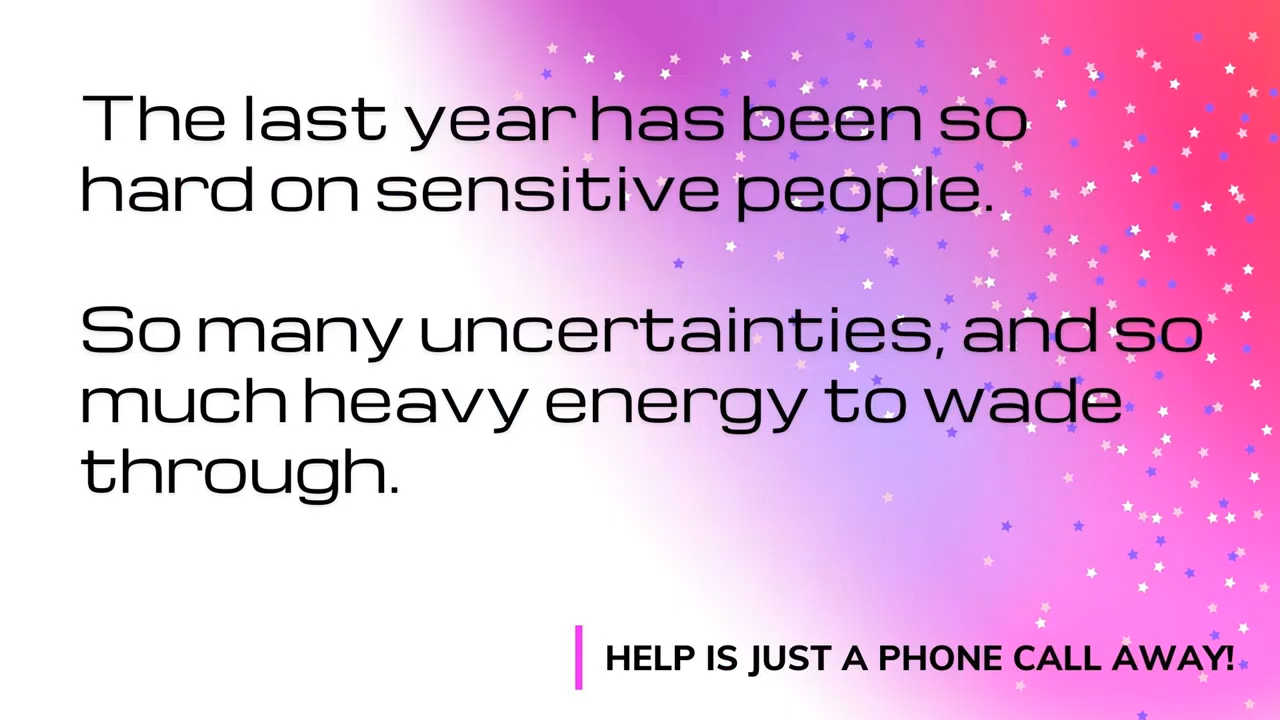 The last year has been so
hard on sensitive people.
So many uncertainties, and so
much heavy energy to wade
through.
HELP IS JUST A PHONE CALL AWAY!